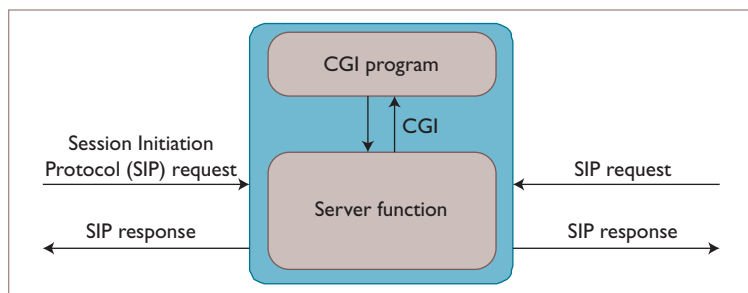 CGI program
CGI
Session Initiation
Protocol (SIP) request
SIP request
Server function
SIP response
SIP response